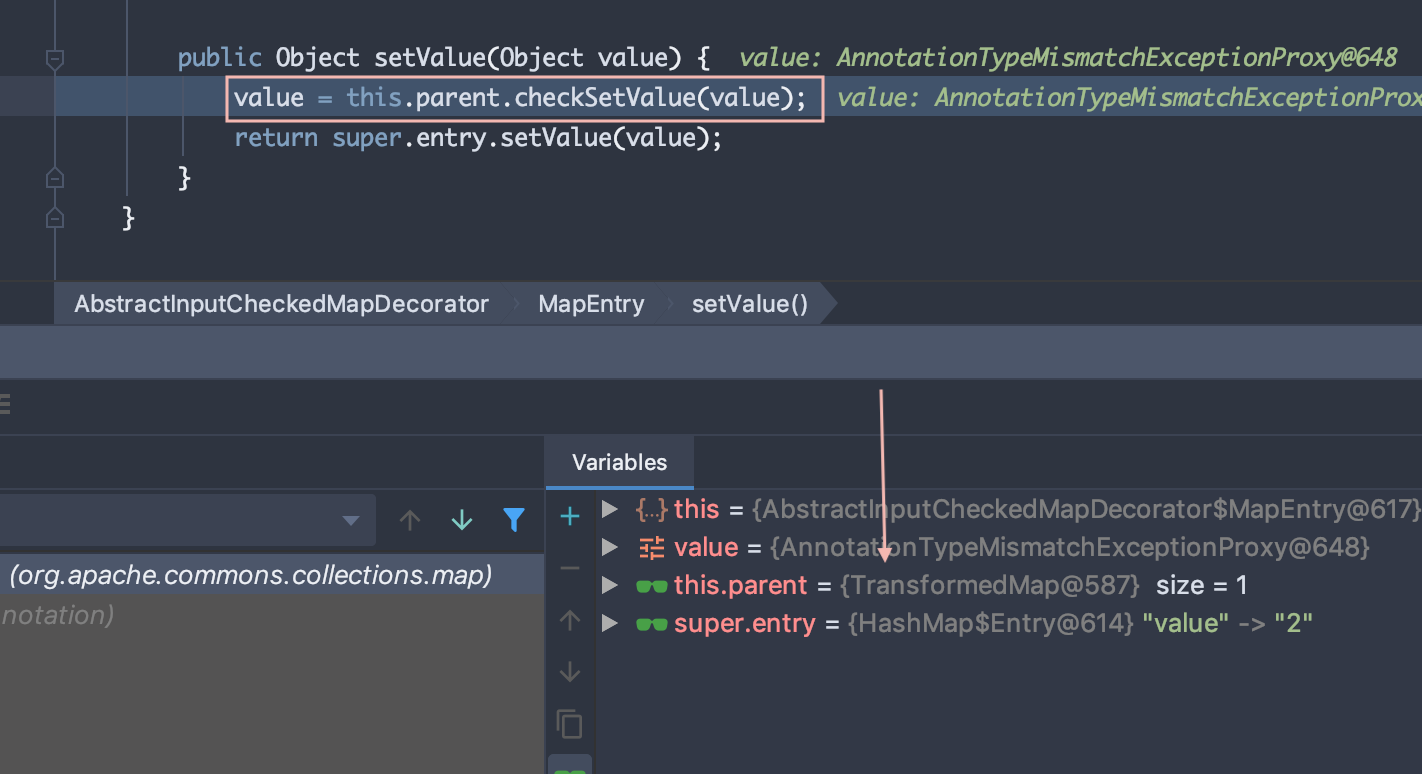 public Object setValue(Object value) { value: AnnotationTypeMismatchExceptionProxy@648
value = this.parent.checkSetValue(value); value: AnnotationTypeMismatchExceptionProx
return super.entry.setValue(value);
}
}
AbstractInputCheckedMapDecorator MapEntry setValue()
Variables
this = {AbstractInputCheckedMapDecorator$MapEntry@617}
value = {AnnotationTypeMismatchExceptionProxy@648}
(org.apache.commons.collections.map)
this.parent = {TransformedMap@587} size = 1
notation)
super.entry = {HashMap$Entry@614} "value" -> "2"